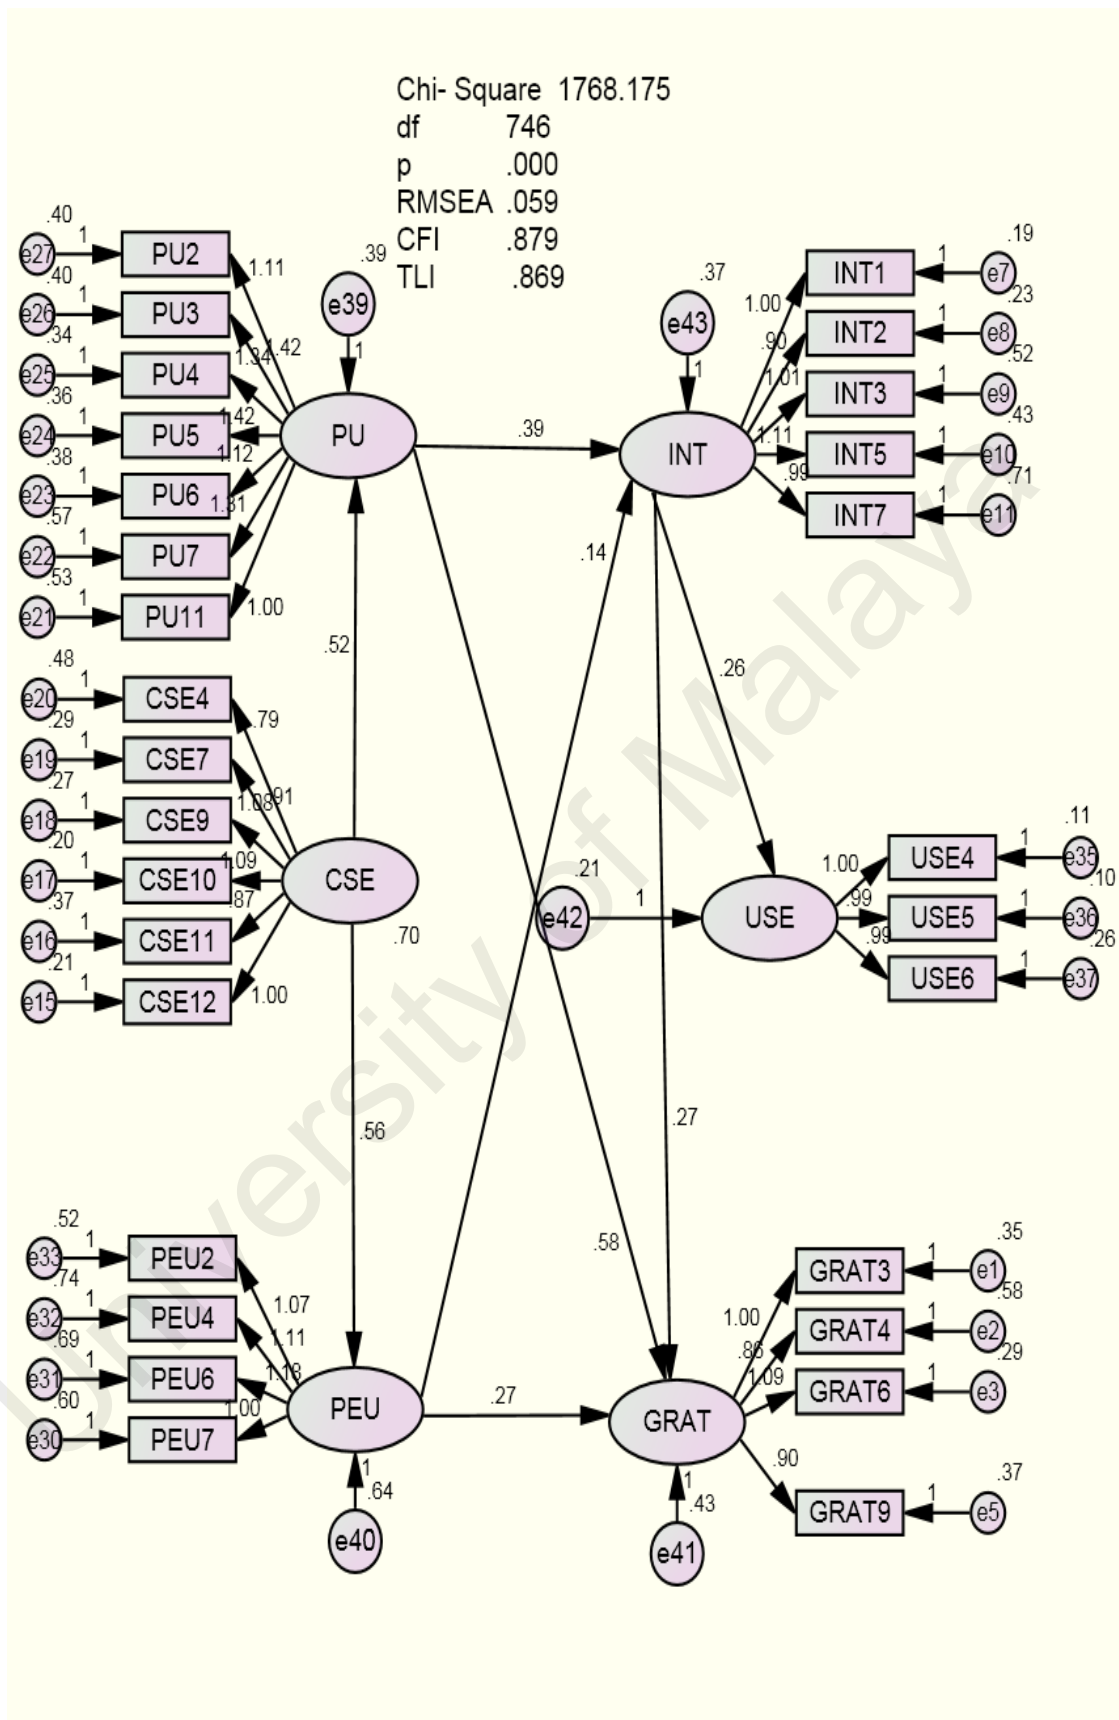 Chi- Square 1768.175
df 746
p .000
RMSEA .059
CFI .879
TLI .869
.40
e27 1 PU2 1.11
.40
e26 1 PU3 1.34 1.42
.34
e25 1 PU4
.36
e24 1 PU5 1.42
.38
e23 1 PU6 1.12
.57
e22 1 PU7 1.31
.53
e21 1 PU11 1.00
.39
e39
1
PU
.39
.37
e43
1
INT
.19
1.00 INT1 1 e7
.23
.90 INT2 1 e8
.52
1.01 INT3 1 e9
.43
1.11 INT5 1 e10
.71
.99 INT7 1 e11
.14
.52
.26
.48
e20 1 CSE4 .79
.29
e19 1 CSE7 .91
.27
e18 1 CSE9 1.08
.20
e17 1 CSE10 1.09
.37
e16 1 CSE11 .87
.21
e15 1 CSE12 1.00
CSE
.70
.21
e42 1 USE
.11
1.00 USE4 1 e35
.10
.99 USE5 1 e36
.26
.99 USE6 1 e37
.56
.27
.58
.52
e33 1 PEU2 1.07
.74
e32 1 PEU4 1.11
.69
e31 1 PEU6 1.18
.60
e30 1 PEU7 1.00
PEU
.27
GRAT
1
.64
e40
1
.43
e41
.35
1.00 GRAT3 1 e1
.58
.86 GRAT4 1 e2
.29
1.09 GRAT6 1 e3
.37
.90 GRAT9 1 e5
University of Malaya